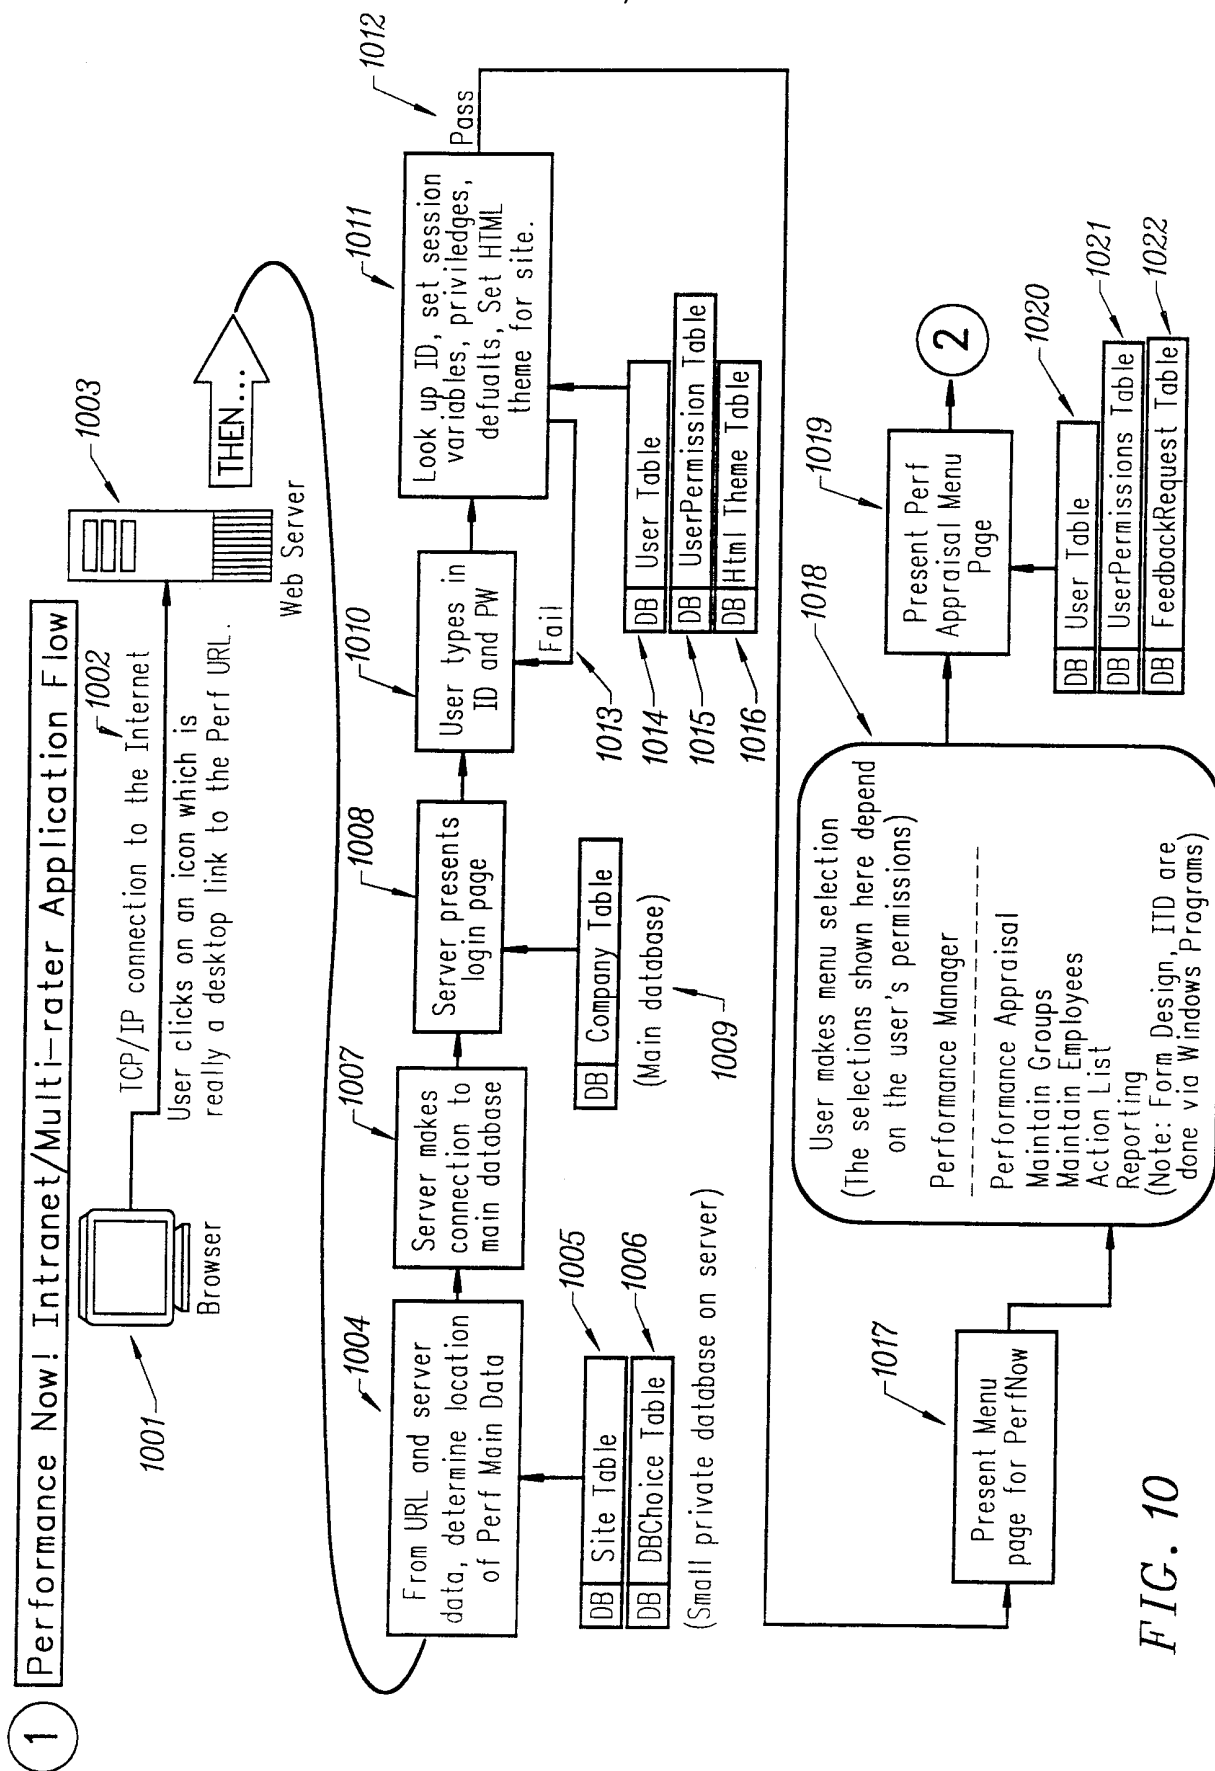 1
Performance Now! Intranet/Multi-rater Application Flow
1001
Browser
TCP/IP connection to the Internet
1002
User clicks on an icon which is
really a desktop link to the Perf URL.
1003
Web Server
THEN...
1004
From URL and server
data, determine location
of Perf Main Data
DB Site Table
1005
DB DBChoice Table
1006
(Small private database on server)
1007
Server makes
connection to
main database
1008
Server presents
login page
DB Company Table
(Main database)
1009
1010
User types in
ID and PW
Fail
1013
1011
Look up ID, set session
variables, priviledges,
defualts, Set HTML
theme for site.
Pass
1012
DB User Table
1014
DB UserPermission Table
1015
DB Html Theme Table
1016
1017
Present Menu
page for PerfNow
1018
User makes menu selection
(The selections shown here depend
on the user's permissions)
Performance Manager
Performance Appraisal
Maintain Groups
Maintain Employees
Action List
Reporting
(Note: Form Design, ITD are
done via Windows Programs)
1019
Present Perf
Appraisal Menu
Page
2
DB User Table
1020
DB UserPermissions Table
1021
DB FeedbackRequest Table
1022
FIG. 10